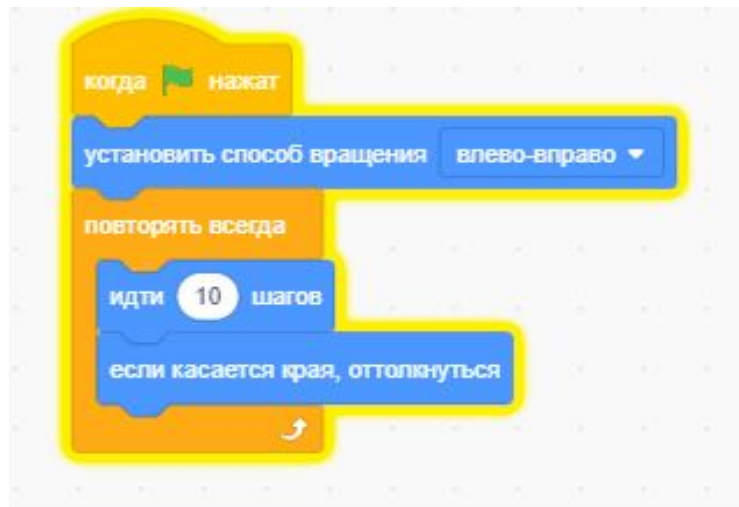 когда нажат
установить способ вращения влево-вправо
повторять всегда
идти 10 шагов
если касается края, оттолкнуться